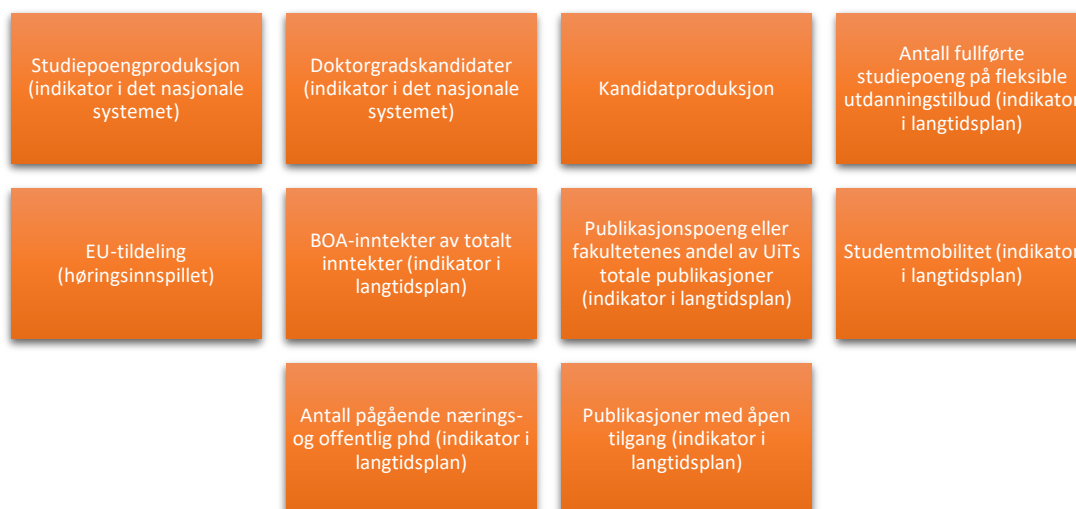 Studiepoengproduksjon
(indikator i det nasjonale
systemet)
Doktorgradskandidater
(indikator i det nasjonale
systemet)
Kandidatproduksjon
Antall fullførte
studiepoeng på fleksible
utdanningstilbud (indikator
i langtidsplan)
EU-tildeling
(høringsinnspillet)
BOA-inntekter av totalt
inntekter (indikator i
langtidsplan)
Publikasjonspoeng eller
fakultetenes andel av UiTs
totale publikasjoner
(indikator i langtidsplan)
Studentmobilitet (indikator
i langtidsplan)
Antall pågående nærings-
og offentlig phd (indikator i
langtidsplan)
Publikasjoner med åpen
tilgang (indikator i
langtidsplan)